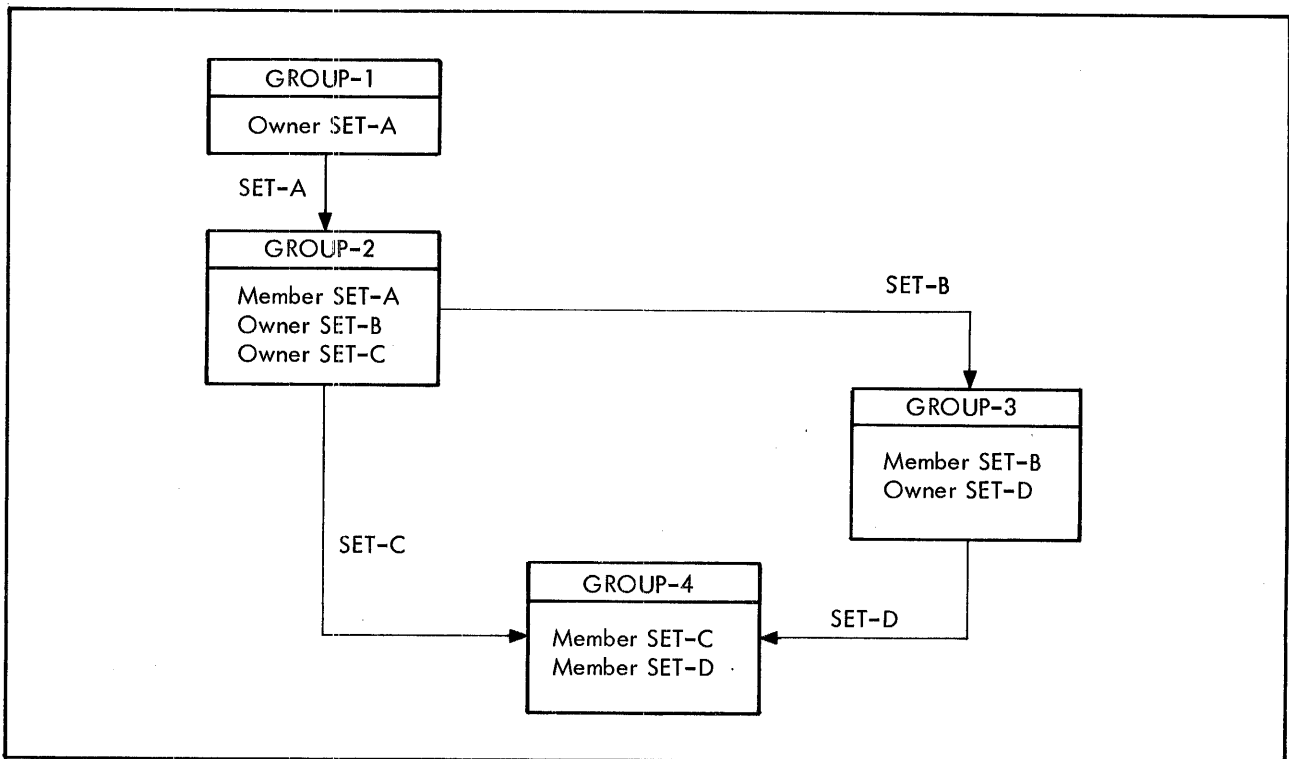 GROUP-1
Owner SET-A
SET-A
GROUP-2
Member SET-A
Owner SET-B
Owner SET-C
SET-B
GROUP-3
Member SET-B
Owner SET-D
SET-C
GROUP-4
Member SET-C
Member SET-D
SET-D